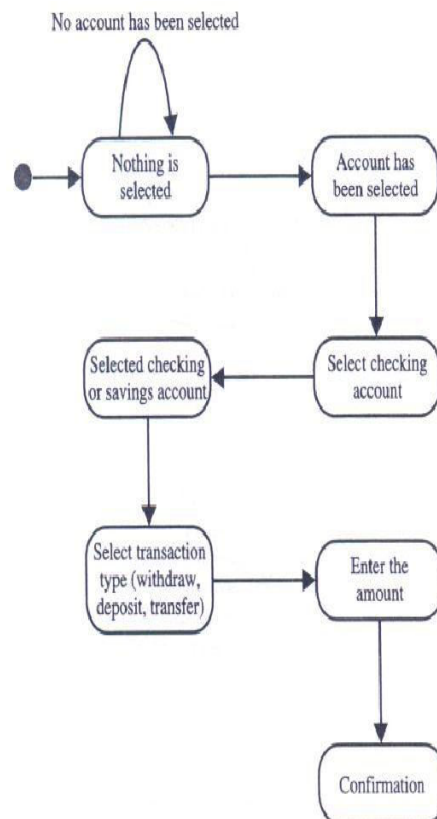 No account has been selected
Nothing is
selected
Account has
been selected
Selected checking
or savings account
Select checking
account
Select transaction
type (withdraw,
deposit, transfer)
Enter the
amount
Confirmation